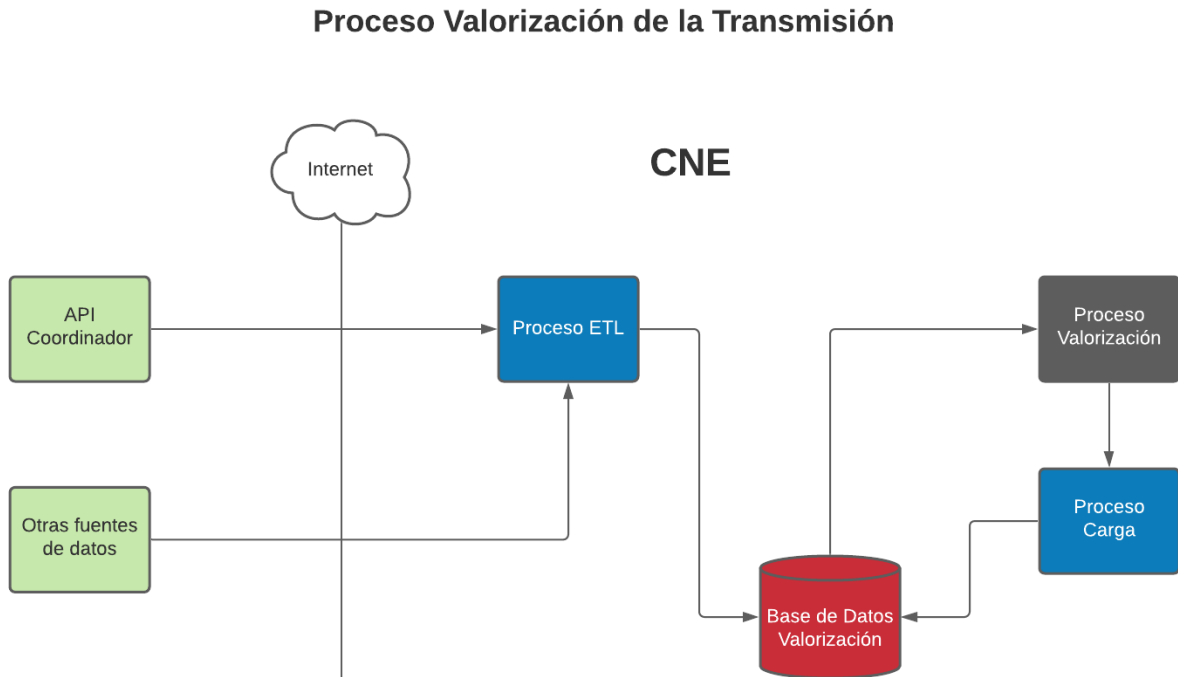 Proceso Valorización de la Transmisión
Internet
CNE
API
Coordinador
Proceso ETL
Proceso
Valorización
Otras fuentes
de datos
Proceso
Carga
Base de Datos
Valorización